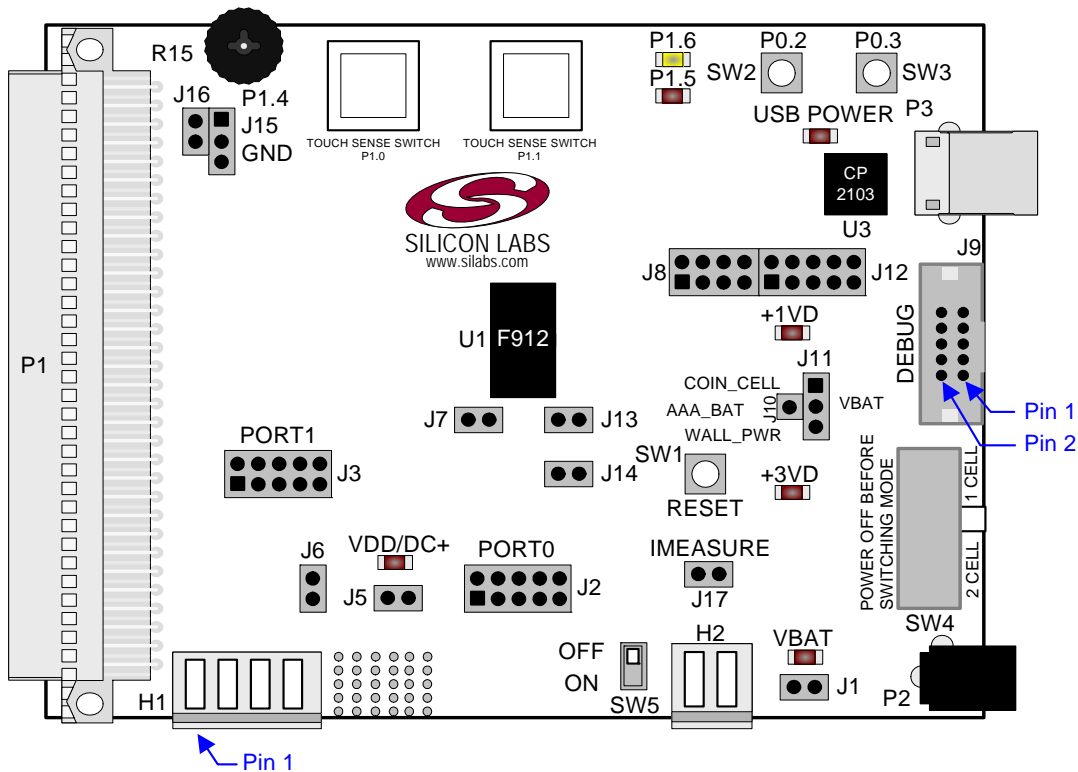 R15
P1.6
P0.2
P0.3
SW2
SW3
P1.5
J16
P1.4
J15
GND
USB POWER
P3
TOUCH SENSE SWITCH
P1.0
TOUCH SENSE SWITCH
P1.1
CP
2103
U3
SILICON LABS
www.silabs.com
J8
J12
J9
DEBUG
+1VD
U1
F912
P1
J11
COIN_CELL
J10
AAA_BAT
VBAT
WALL_PWR
Pin 1
Pin 2
J7
J13
PORT1
J3
J14
SW1
RESET
+3VD
POWER OFF BEFORE
SWITCHING MODE
1 CELL
2 CELL
SW4
J6
VDD/DC+
J5
PORT0
J2
IMEASURE
J17
H1
OFF
ON
SW5
H2
VBAT
J1
P2
Pin 1